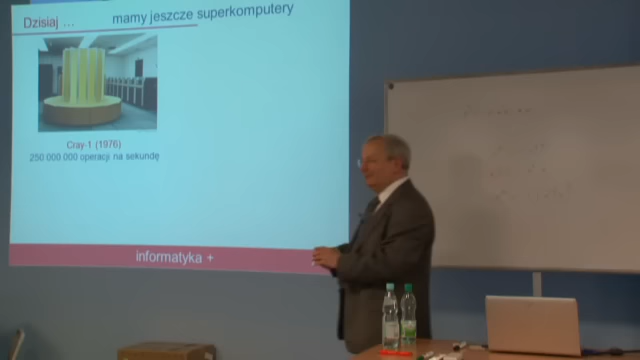 Dzisiaj ... mamy jeszcze superkomputery
Cray-1 (1976)
250 000 000 operacji na sekundę
informatyka +